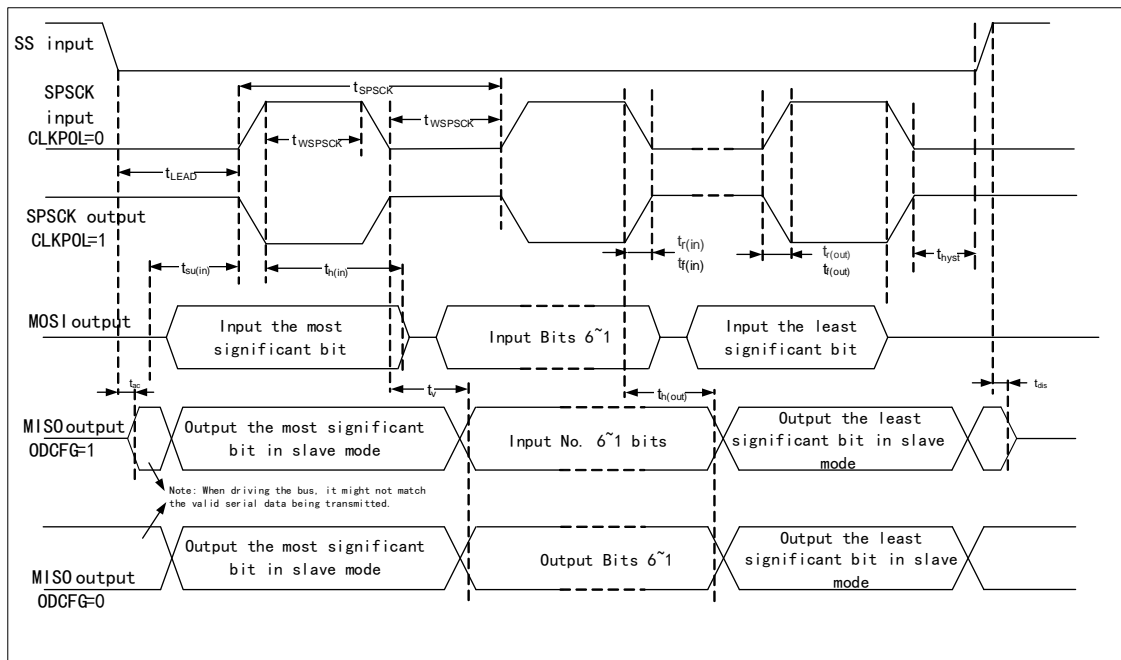 SS input
SPSCK
input
CLKPOL=0
tSPSCK
tWSPSCK
tWSPSCK
tLEAD
SPSCK output
CLKPOL=1
tr(in)
tf(in)
tr(out)
tf(out)
thyst
tsu(in)
th(in)
MOSI output
Input the most
significant bit
Input Bits 6~1
Input the least
significant bit
tac
tv
th(out)
tdis
MISO output
ODCFG=1
Output the most significant
bit in slave mode
Input No. 6~1 bits
Output the least
significant bit in slave
mode
Note: When driving the bus, it might not match
the valid serial data being transmitted.
MISO output
ODCFG=0
Output the most significant
bit in slave mode
Output Bits 6~1
Output the least
significant bit in slave
mode